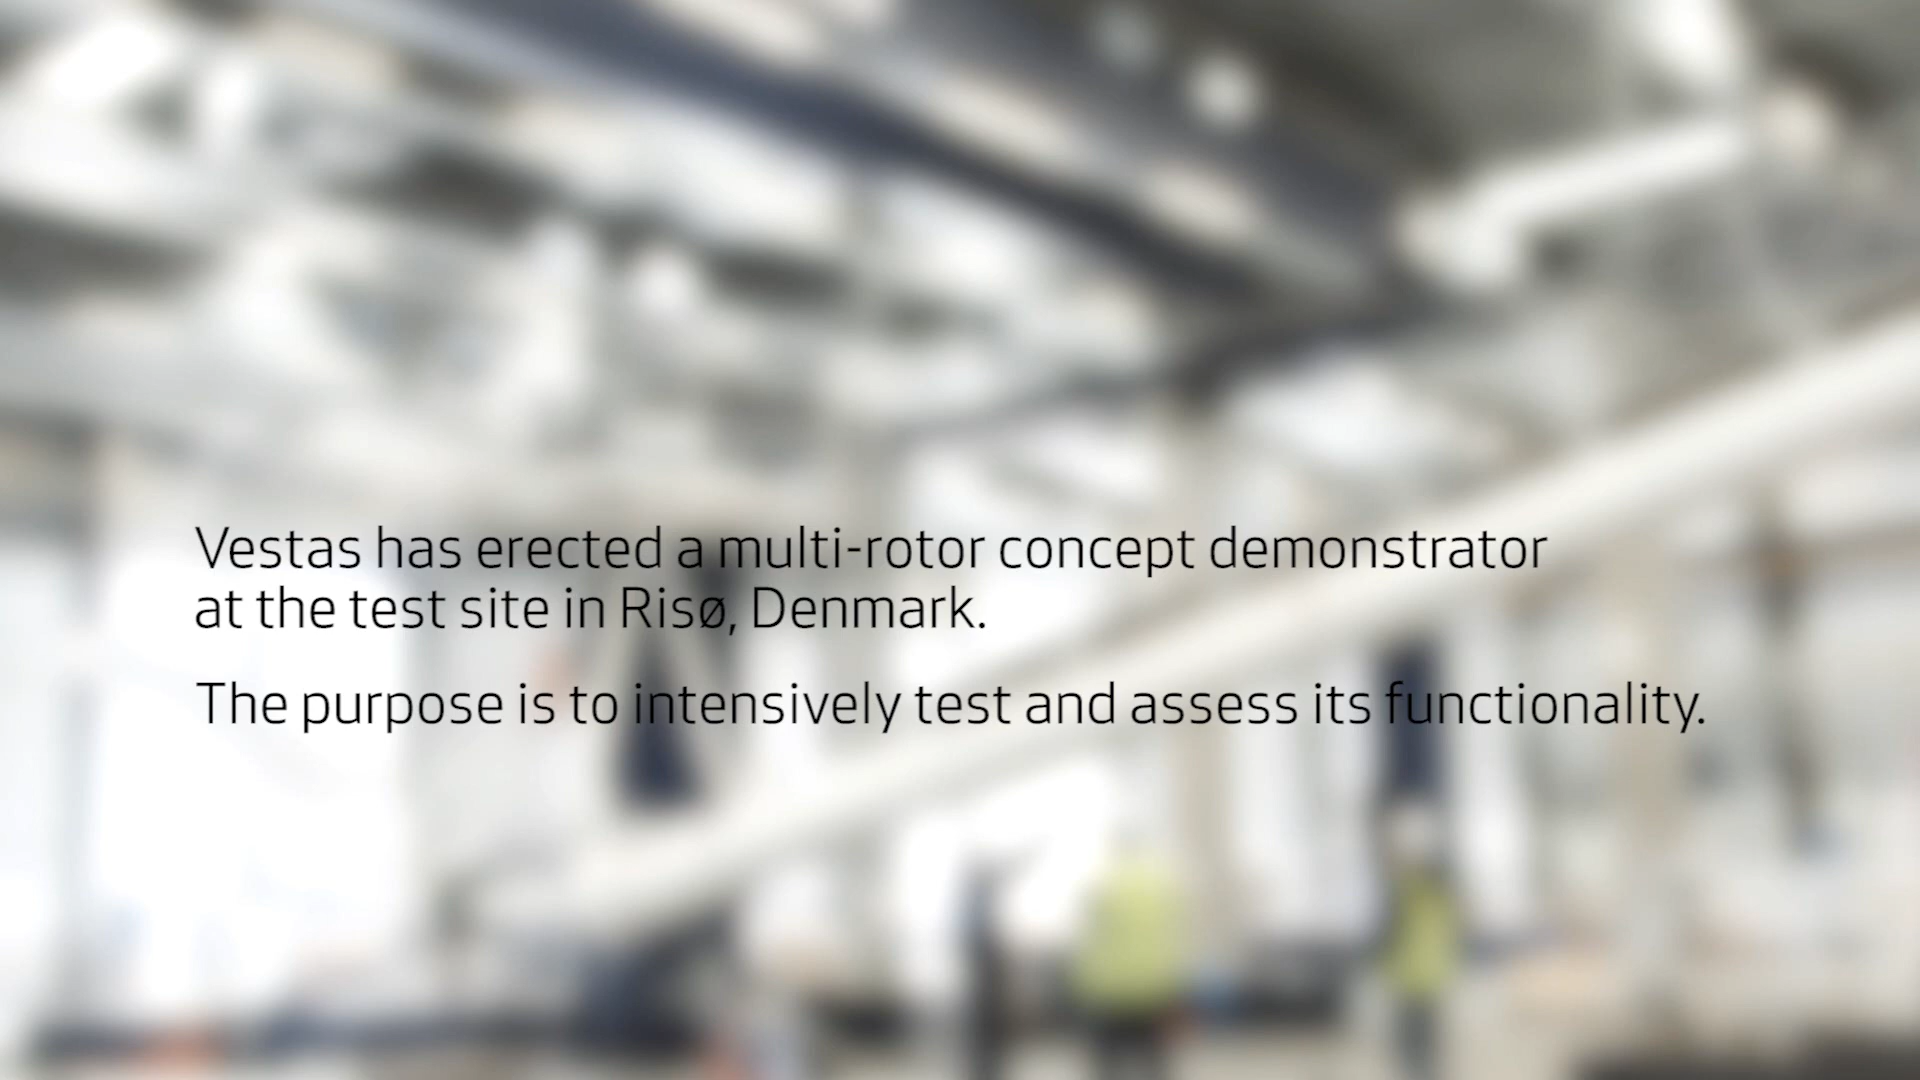 Vestas has erected a multi-rotor concept demonstrator
at the test site in Risø, Denmark.
The purpose is to intensively test and assess its functionality.